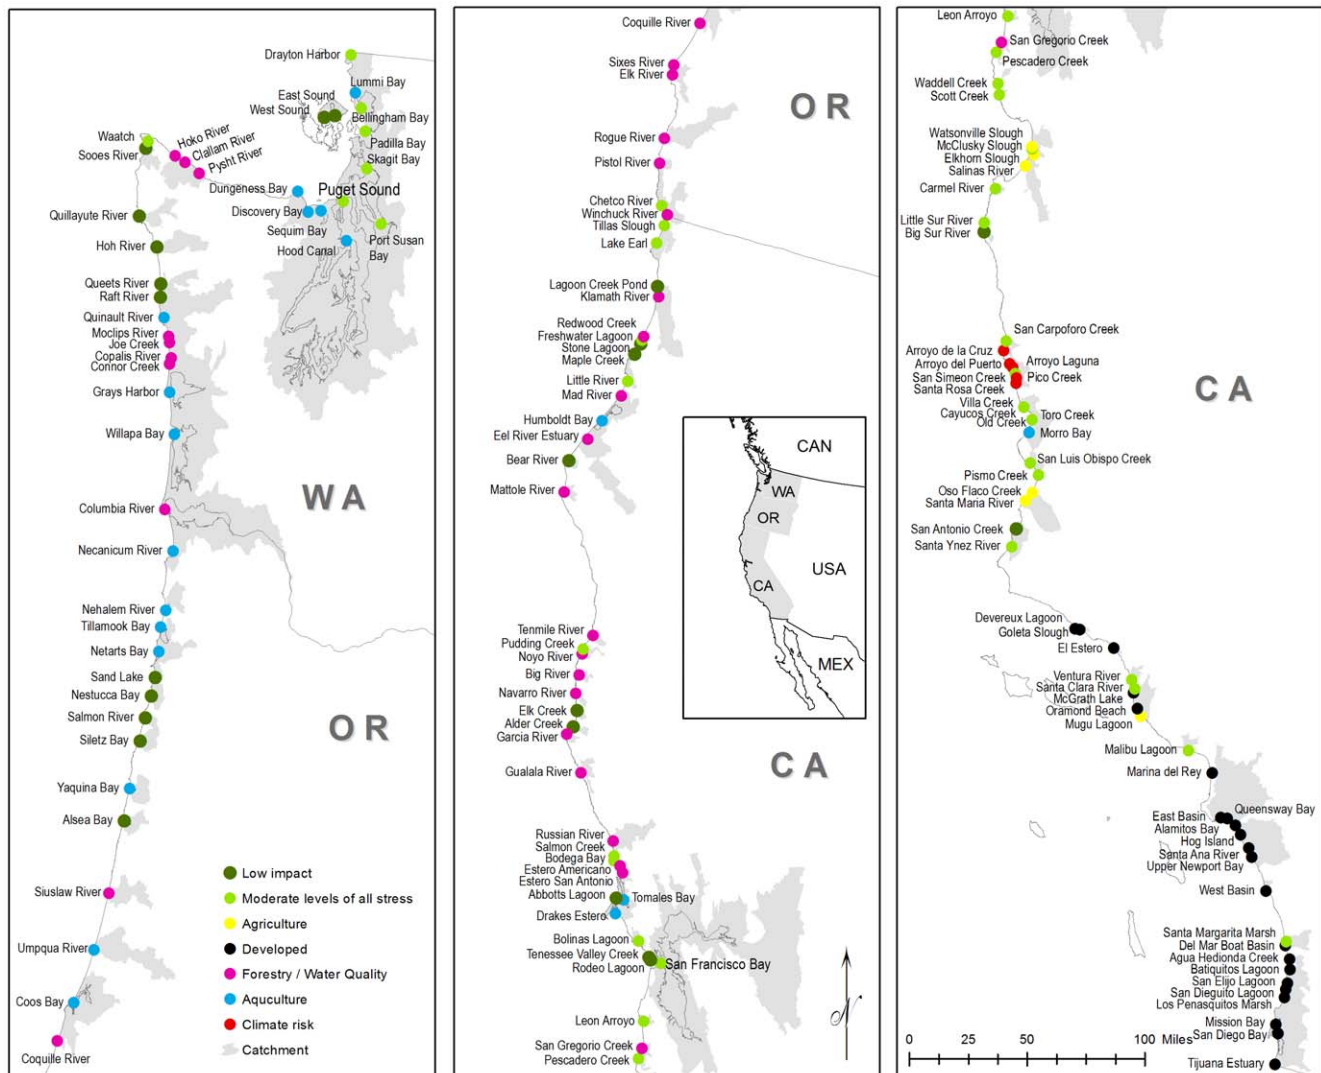 Drayton Harbor
Lummi Bay
East Sound
West Sound
Bellingham Bay
Waatch
Hoko River
Clallam River
Padilla Bay
Sooes River
Pysht River
Skagit Bay
Dungeness Bay
Puget Sound
Quillayute River
Discovery Bay
Sequim Bay
Port Susan
Bay
Hood Canal
Hoh River
Queets River
Raft River
Quinault River
Moclips River
Joe Creek
Copalis River
Connor Creek
Grays Harbor
Willapa Bay
WA
Columbia River
Necanicum River
Nehalem River
Tillamook Bay
Netarts Bay
Sand Lake
Nestucca Bay
Salmon River
OR
Siletz Bay
Yaquina Bay
Alsea Bay
Siuslaw River
Umpqua River
Coos Bay
Coquille River
Low impact
Moderate levels of all stress
Agriculture
Developed
Forestry / Water Quality
Aquculture
Climate risk
Catchment
Coquille River
Sixes River
Elk River
OR
Rogue River
Pistol River
Chetco River
Winchuck River
Tillas Slough
Lake Earl
Lagoon Creek Pond
Klamath River
Redwood Creek
Freshwater Lagoon
Stone Lagoon
Maple Creek
Little River
Mad River
Humboldt Bay
Eel River Estuary
Bear River
Mattole River
CAN
WA
OR
USA
CA
MEX
Tenmile River
Pudding Creek
Noyo River
Big River
Navarro River
Elk Creek
Alder Creek
Garcia River
CA
Gualala River
Russian River
Salmon Creek
Bodega Bay
Estero Americano
Estero San Antonio
Abbotts Lagoon
Tomales Bay
Drakes Estero
Bolinas Lagoon
Tenessee Valley Creek
Rodeo Lagoon
San Francisco Bay
Leon Arroyo
N
San Gregorio Creek
Pescadero Creek
Leon Arroyo
San Gregorio Creek
Pescadero Creek
Waddell Creek
Scott Creek
Watsonville Slough
McClusky Slough
Elkhorn Slough
Salinas River
Carmel River
Little Sur River
Big Sur River
San Carpoforo Creek
Arroyo de la Cruz
Arroyo del Puerto
Arroyo Laguna
San Simeon Creek
Pico Creek
Santa Rosa Creek
CA
Villa Creek
Cayucos Creek
Toro Creek
Old Creek
Morro Bay
San Luis Obispo Creek
Pismo Creek
Oso Flaco Creek
Santa Maria River
San Antonio Creek
Santa Ynez River
Devereux Lagoon
Goleta Slough
El Estero
Ventura River
Santa Clara River
McGrath Lake
Oramond Beach
Mugu Lagoon
Malibu Lagoon
Marina del Rey
Queensway Bay
East Basin
Alamitos Bay
Hog Island
Santa Ana River
Upper Newport Bay
West Basin
Santa Margarita Marsh
Del Mar Boat Basin
Agua Hedionda Creek
Batiquitos Lagoon
San Elijo Lagoon
San Dieguito Lagoon
Los Penasquitos Marsh
Mission Bay
San Diego Bay
Miles
0 25 50 100
Tijuana Estuary